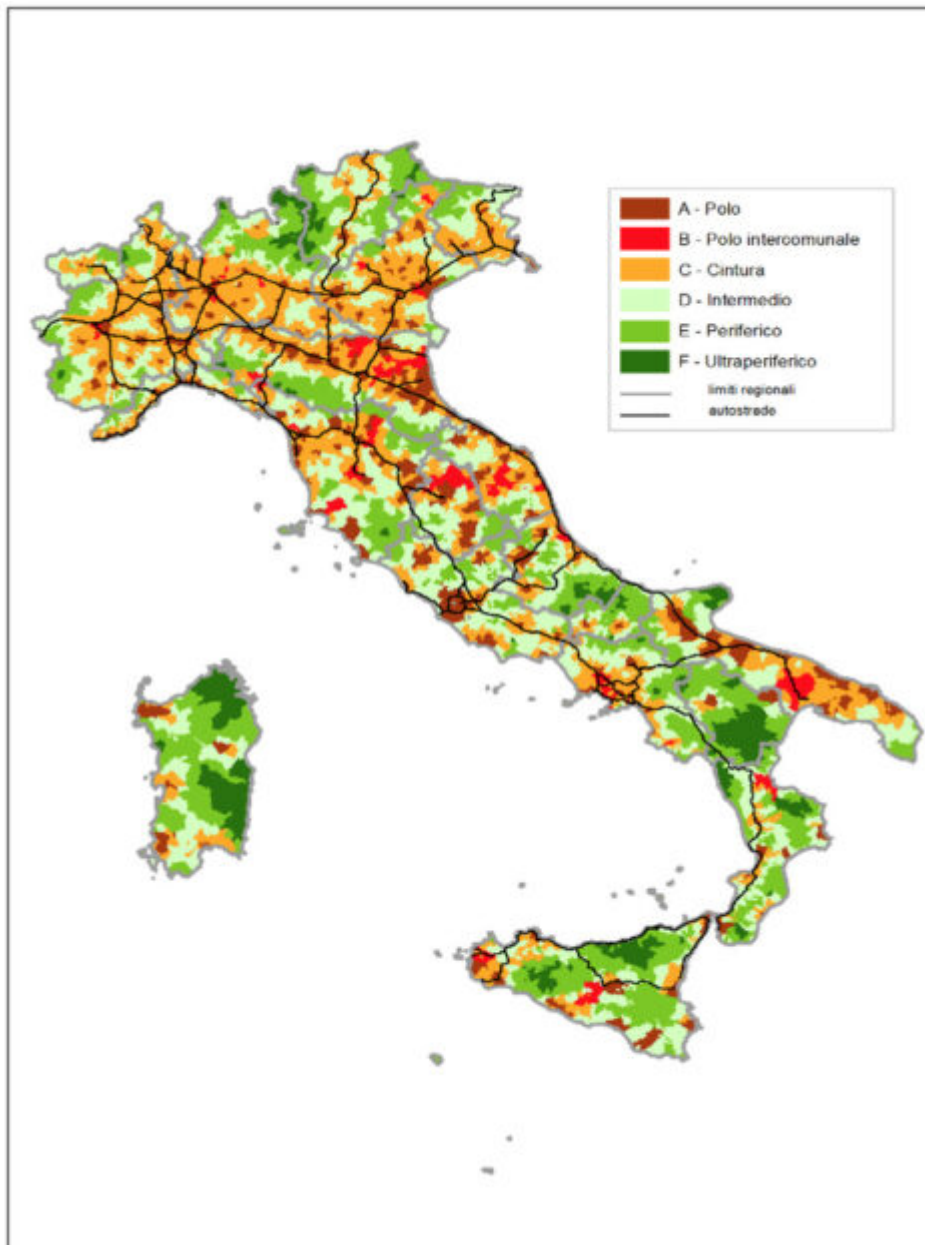 A - Polo
B - Polo intercomunale
C - Cintura
D - Intermedio
E - Periferico
F - Ultraperiferico
limiti regionali
autostrade